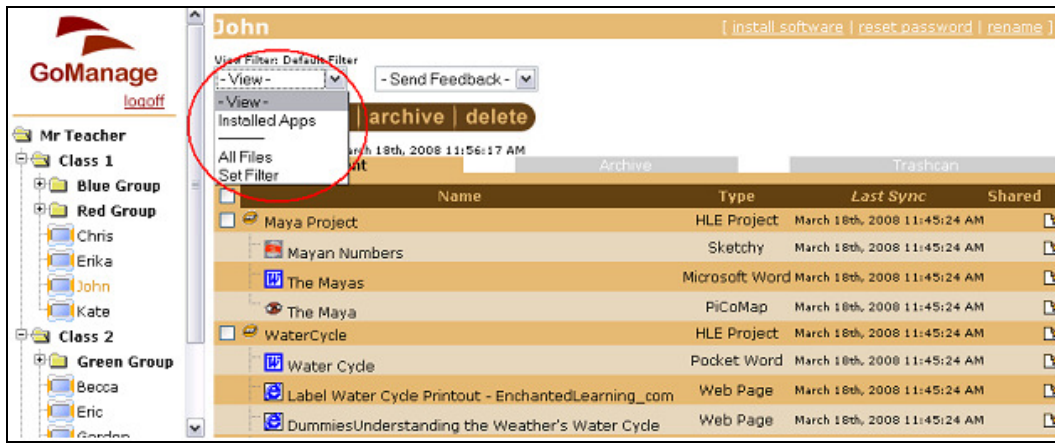 GoManage
logoff
Mr Teacher
Class 1
Blue Group
Red Group
Chris
Erika
John
Kate
Class 2
Green Group
Becca
Eric
Gordon
John
[ install software | reset password | rename ]
View Filter: Default Filter
- View -
- Send Feedback -
- View -
Installed Apps
All Files
Set Filter
| archive | delete
18th, 2008 11:56:17 AM
Archive
Trashcan
Name Type Last Sync Shared
Maya Project HLE Project March 18th, 2008 11:45:24 AM
Mayan Numbers Sketchy March 18th, 2008 11:45:24 AM
The Mayas Microsoft Word March 18th, 2008 11:45:24 AM
The Maya PiCoMap March 18th, 2008 11:45:24 AM
WaterCycle HLE Project March 18th, 2008 11:45:24 AM
Water Cycle Pocket Word March 18th, 2008 11:45:24 AM
Label Water Cycle Printout - EnchantedLearning_com Web Page March 18th, 2008 11:45:24 AM
DummiesUnderstanding the Weather's Water Cycle Web Page March 18th, 2008 11:45:24 AM